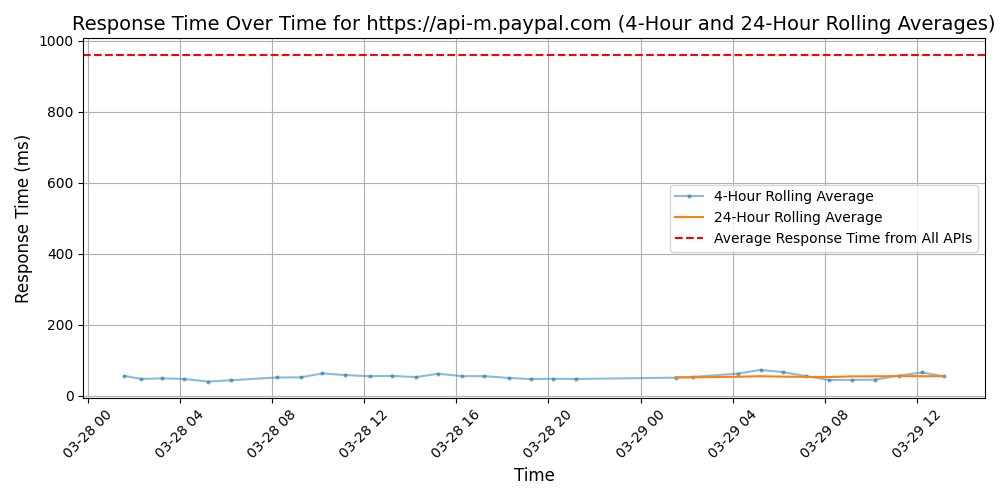 Response Time Over Time for https://api-m.paypal.com (4-Hour and 24-Hour Rolling Averages)
Response Time (ms)
1000
800
600
400
200
0
4-Hour Rolling Average
24-Hour Rolling Average
Average Response Time from All APIs
03-28 00
03-28 04
03-28 08
03-28 12
03-28 16
03-28 20
03-29 00
03-29 04
03-29 08
03-29 12
Time